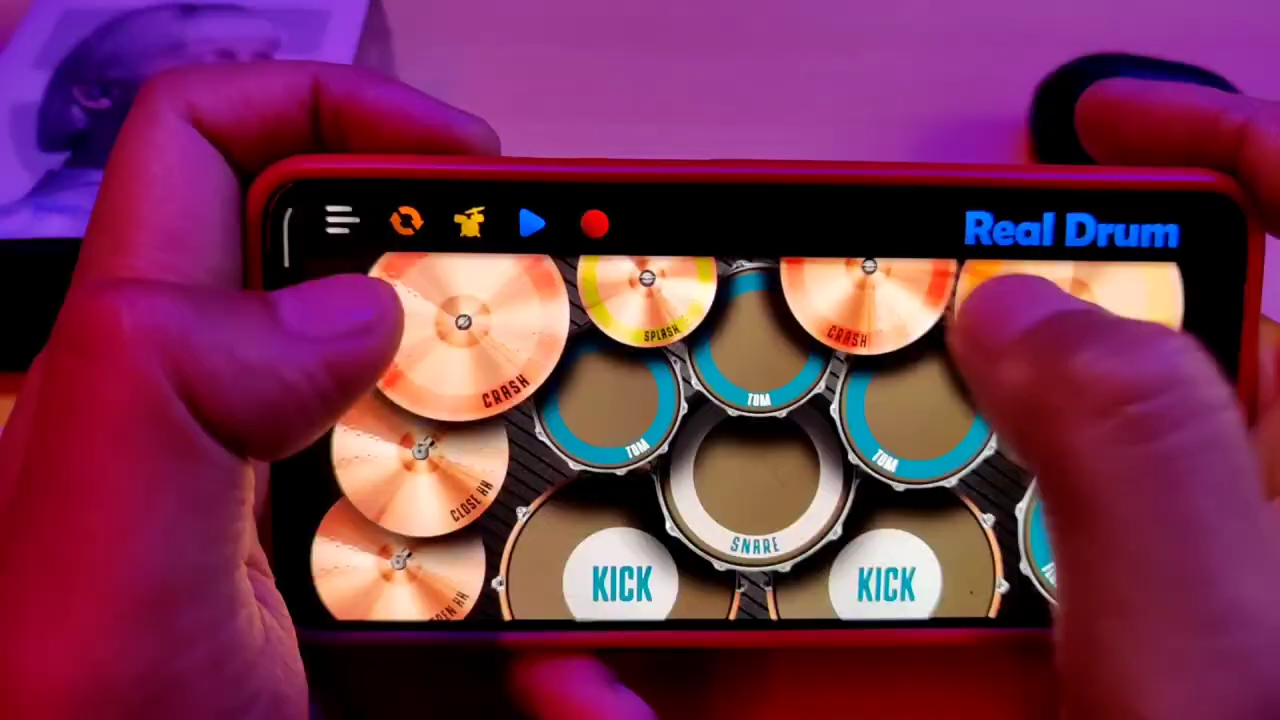 Real Drum
SPLASH
CRASH
CRASH
TOM
TOM
TOM
CLOSE HH
SNARE
KICK
KICK